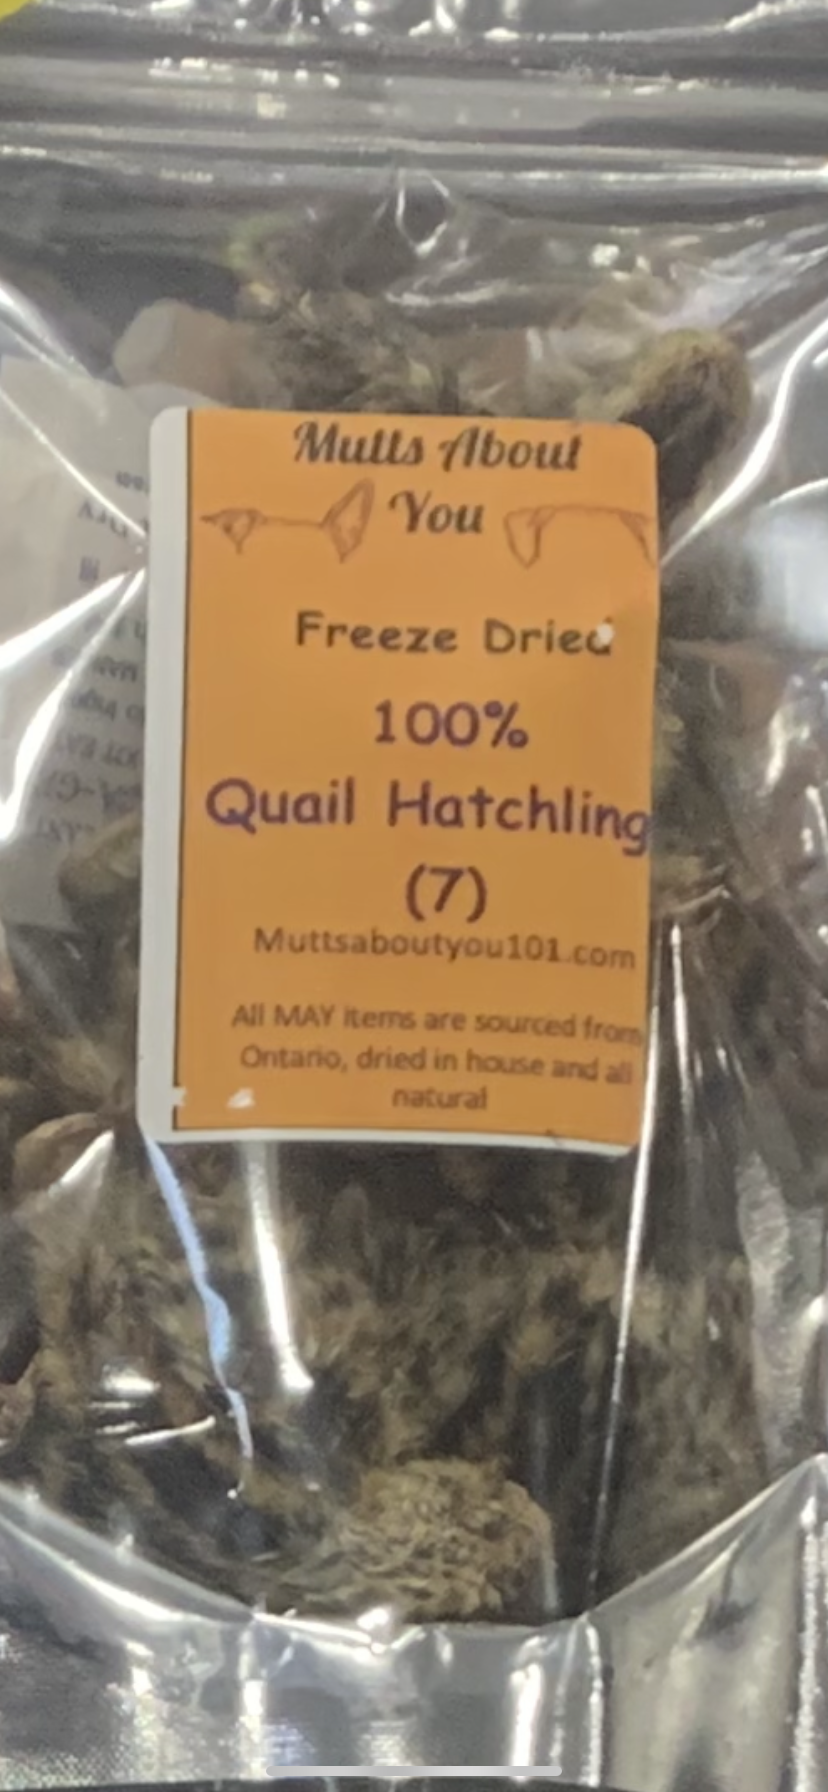 Mutts About
You
Freeze Dried
100%
Quail Hatchling
(7)
Muttsaboutyou101.com
All MAY items are sourced from
Ontario, dried in house and all
natural